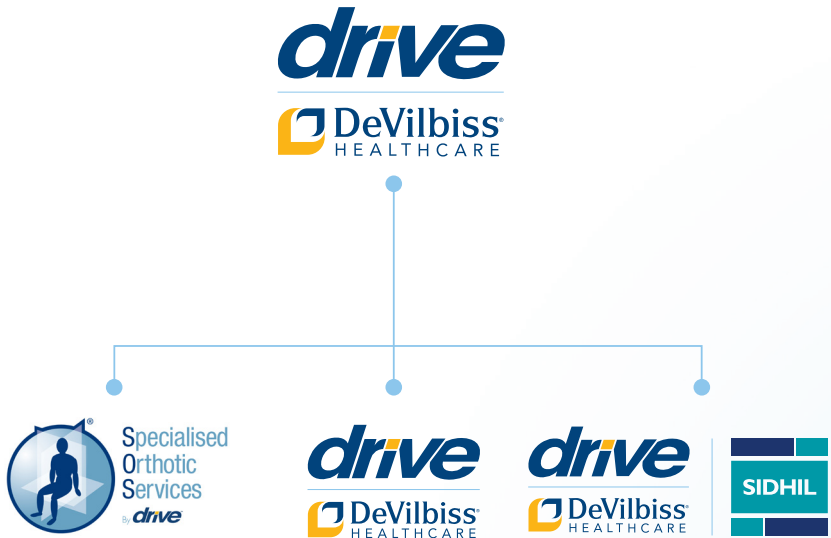 drive
DeVilbiss®
HEALTHCARE
®
Specialised
Orthotic
Services
By drive
drive
DeVilbiss®
HEALTHCARE
drive
DeVilbiss®
HEALTHCARE
SIDHIL